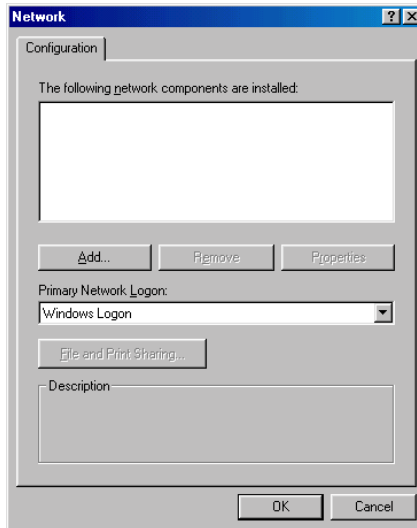 Network
Configuration
The following network components are installed:
Add...
Remove
Properties
Primary Network Logon:
Windows Logon
File and Print Sharing...
Description
OK
Cancel